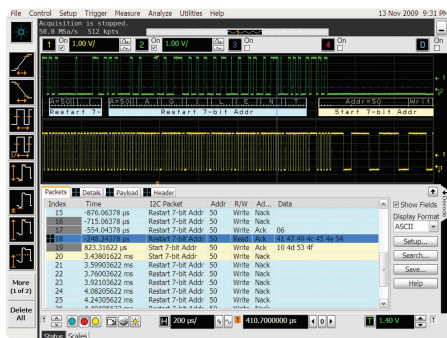 File Control Setup Trigger Measure Analyze Utilities Help 13 Nov 2009 9:31 PM
Acquisition is stopped.
50.0 MSa/s 512 kpts
1 On 1.00 V/ 2 On 1.00 V/ 3 On 4 On D On
A=50 A=50 A G I L E N T Addr=50 Writ
Restart 7- Restart 7-bit Addr Start 7-bit Addr
Packets Details Payload Header
Index Time I2C Packet Addr R/W Ad... Data
15 -876.06378 µs Restart 7-bit Addr 50 Write Nack
16 -715.06378 µs Restart 7-bit Addr 50 Write Nack
17 -554.04378 µs Restart 7-bit Addr 50 Write Ack 06
18 -248.24378 µs Restart 7-bit Addr 50 Read Ack 41 47 49 4c 45 4e 54
19 823.31622 µs Start 7-bit Addr 50 Write Ack 10 4d 53 4f
20 3.43801622 ms Start 7-bit Addr 50 Write Nack
21 3.59903622 ms Restart 7-bit Addr 50 Write Nack
22 3.76003622 ms Restart 7-bit Addr 50 Write Nack
23 3.92103622 ms Restart 7-bit Addr 50 Write Nack
24 4.08205622 ms Restart 7-bit Addr 50 Write Nack
25 4.24305622 ms Restart 7-bit Addr 50 Write Nack
Show Fields
Display Format
ASCII
Setup...
Search...
Save...
Help
Decode
More
(1 of 2)
Delete
All
H 200 µs/ 410.7000000 µs 0 T 1.40 V
Status Scales